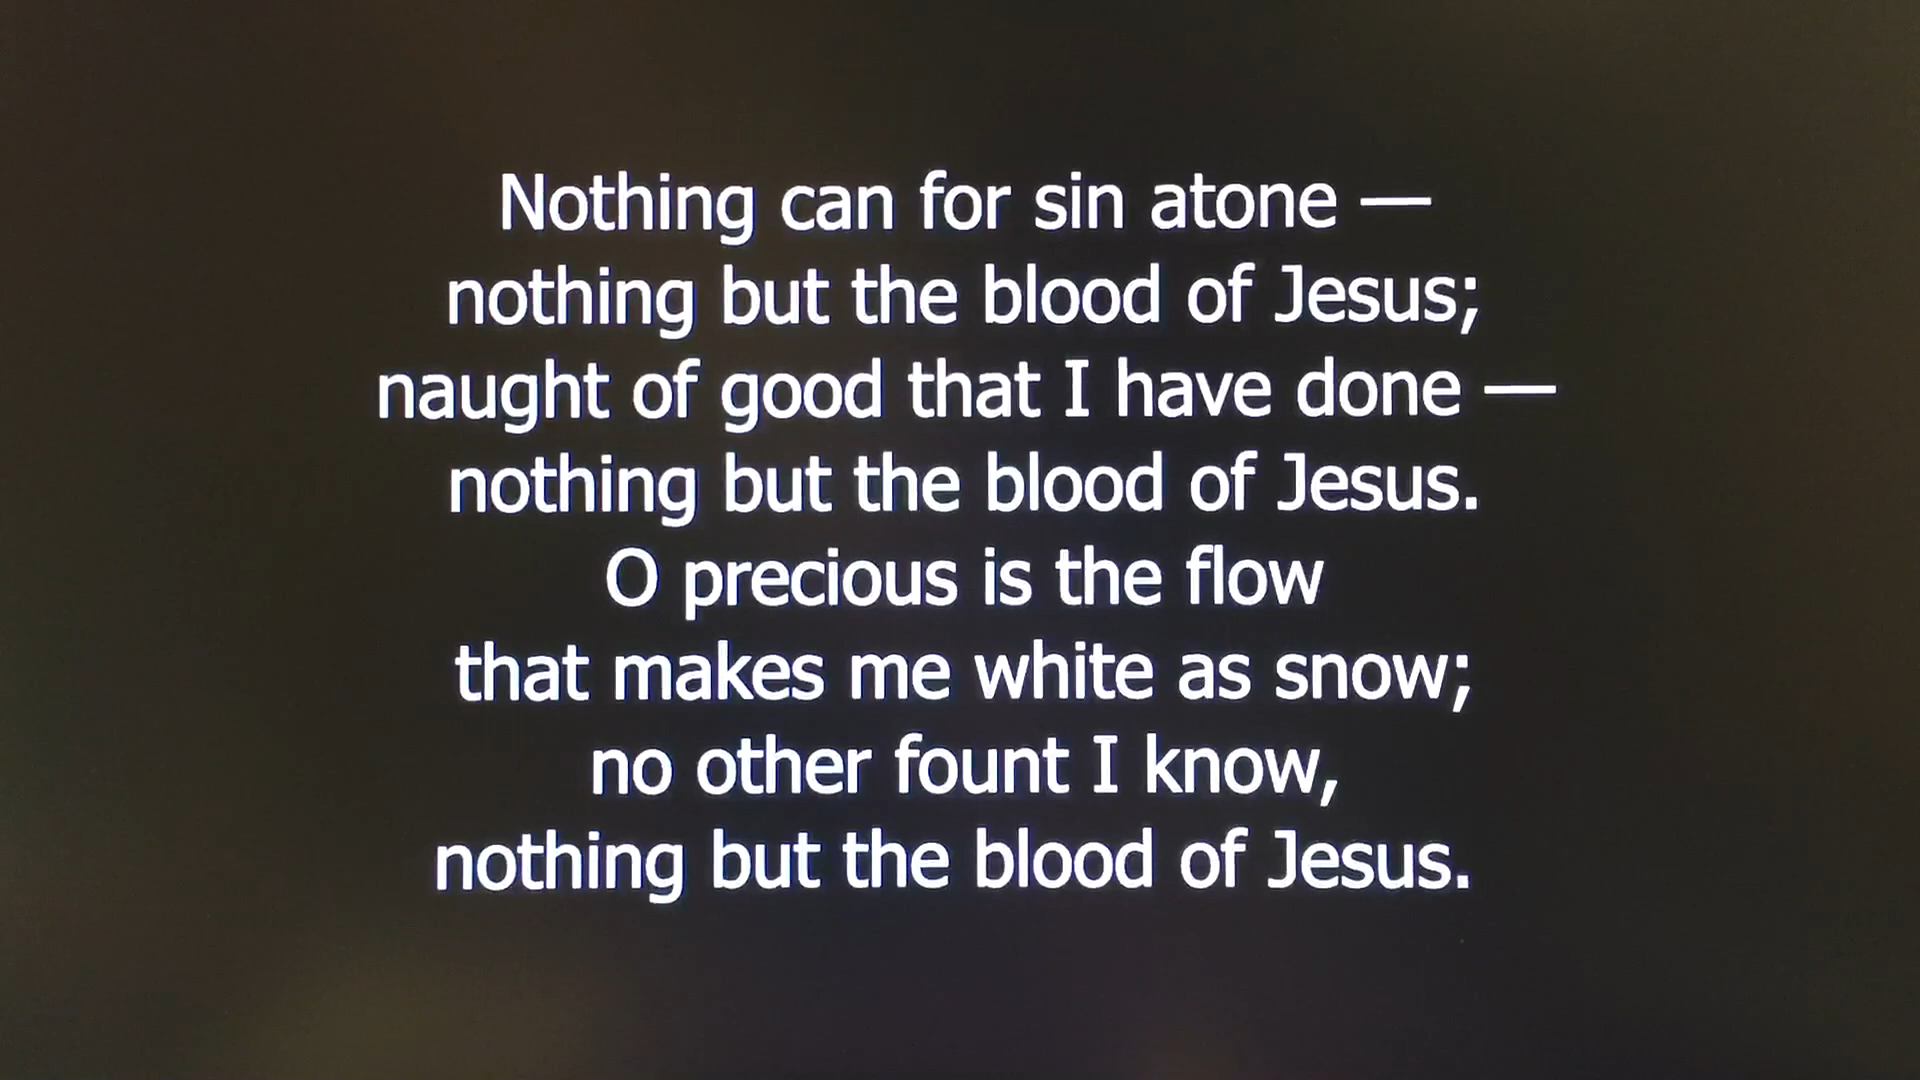 Nothing can for sin atone —
nothing but the blood of Jesus;
naught of good that I have done —
nothing but the blood of Jesus.
O precious is the flow
that makes me white as snow;
no other fount I know,
nothing but the blood of Jesus.